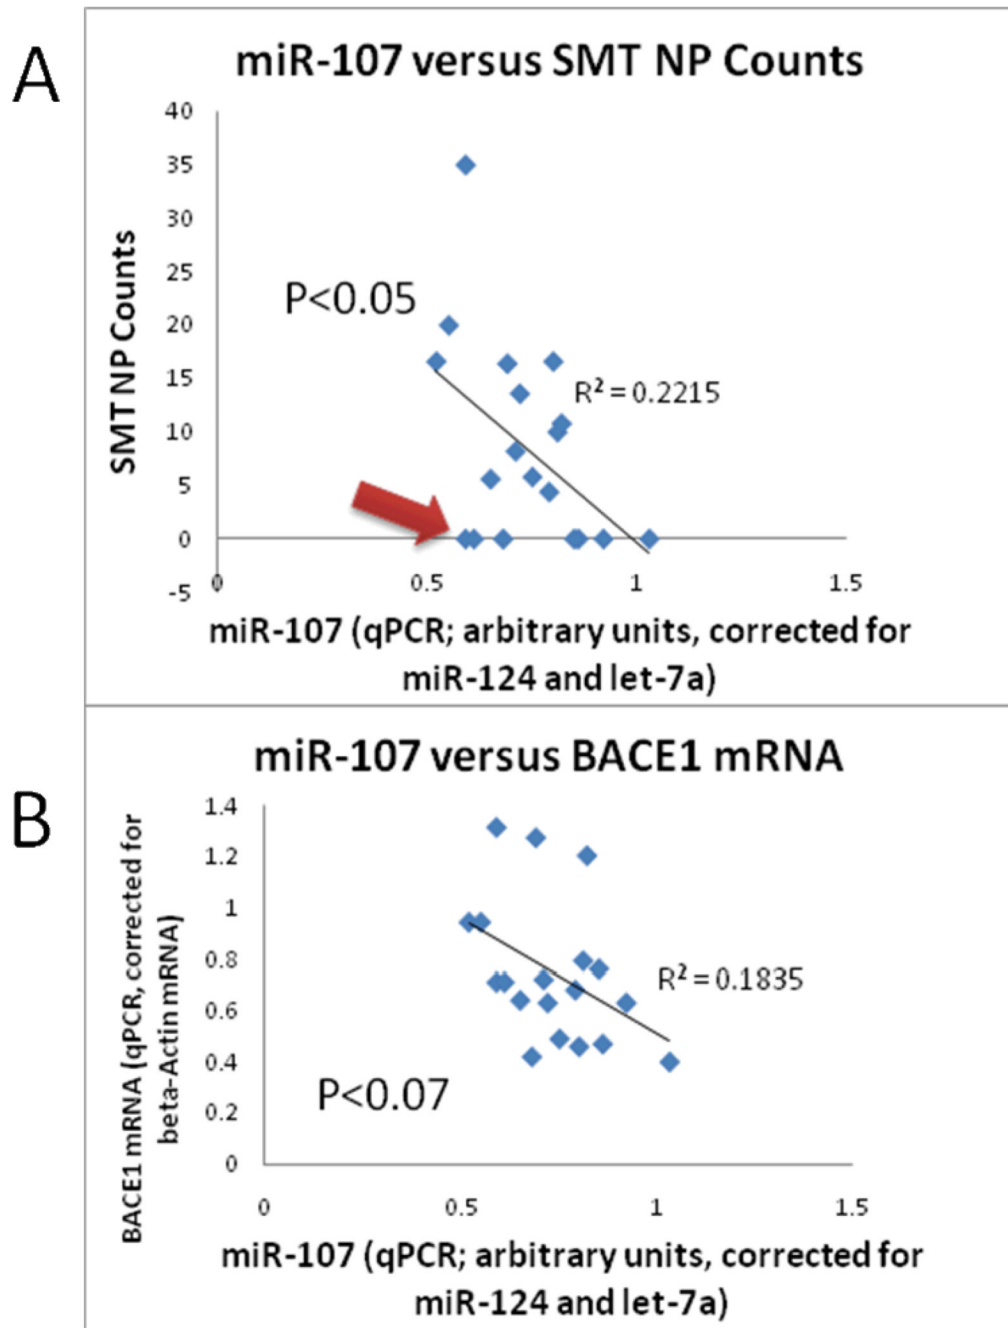 A
miR-107 versus SMT NP Counts
SMT NP Counts
40
35
30
25
20
15
10
5
0
-5
P<0.05
R² = 0.2215
0
0.5
1
1.5
miR-107 (qPCR; arbitrary units, corrected for
miR-124 and let-7a)
B
miR-107 versus BACE1 mRNA
BACE1 mRNA (qPCR, corrected for
beta-Actin mRNA)
1.4
1.2
1
0.8
0.6
0.4
0.2
0
R² = 0.1835
P<0.07
0
0.5
1
1.5
miR-107 (qPCR; arbitrary units, corrected for
miR-124 and let-7a)